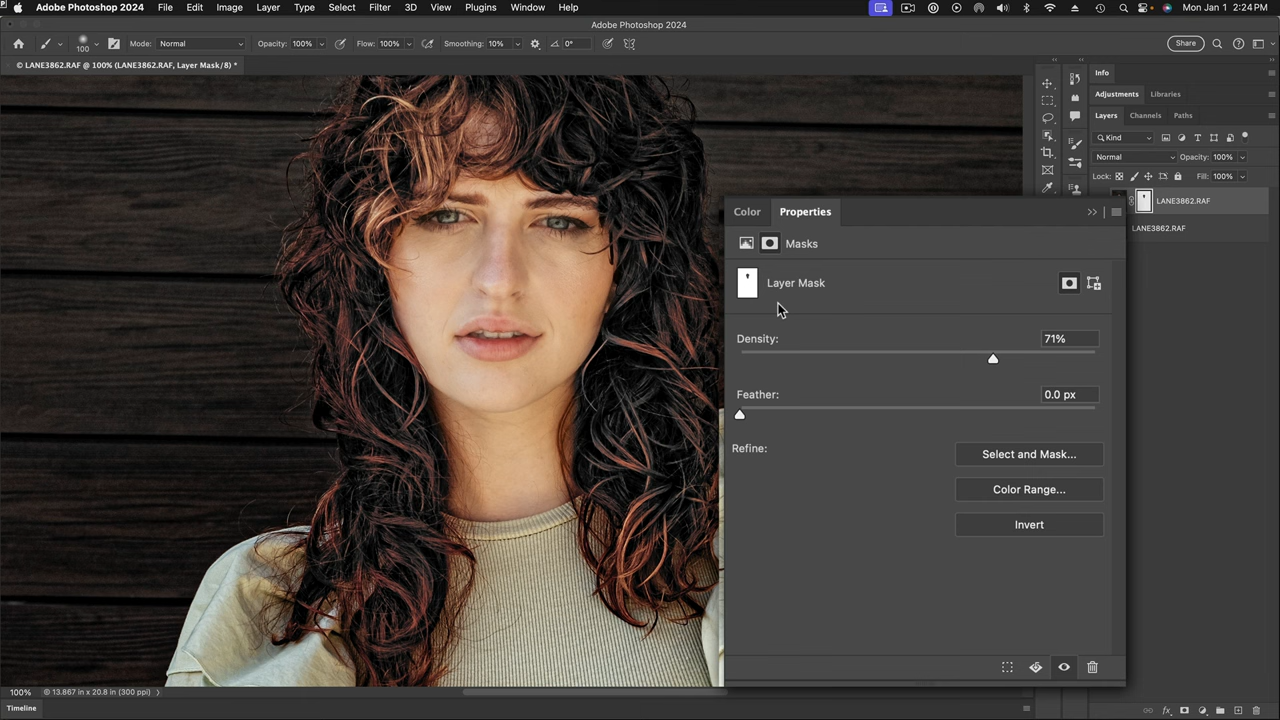 Adobe Photoshop 2024 File Edit Image Layer Type Select Filter 3D View Plugins Window Help Mon Jan 1 2:24 PM
Adobe Photoshop 2024
100 Mode: Normal Opacity: 100% Flow: 100% Smoothing: 10% 0° Share
© LANE3862.RAF @ 100% (LANE3862.RAF, Layer Mask/8) *
Info
Adjustments Libraries
Layers Channels Paths
Kind
Normal Opacity: 100%
Lock: Fill: 100%
LANE3862.RAF
LANE3862.RAF
Color Properties
Masks
Layer Mask
Density: 71%
Feather: 0.0 px
Refine: Select and Mask...
Color Range...
Invert
100% 13.867 in x 20.8 in (300 ppi)
Timeline